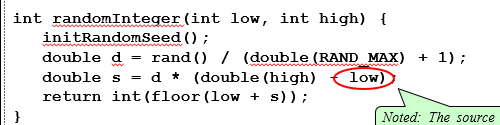 int randomInteger(int low, int high) {
initRandomSeed();
double d = rand() / (double(RAND_MAX) + 1);
double s = d * (double(high) - low);
return int(floor(low + s));
}
Noted: The source